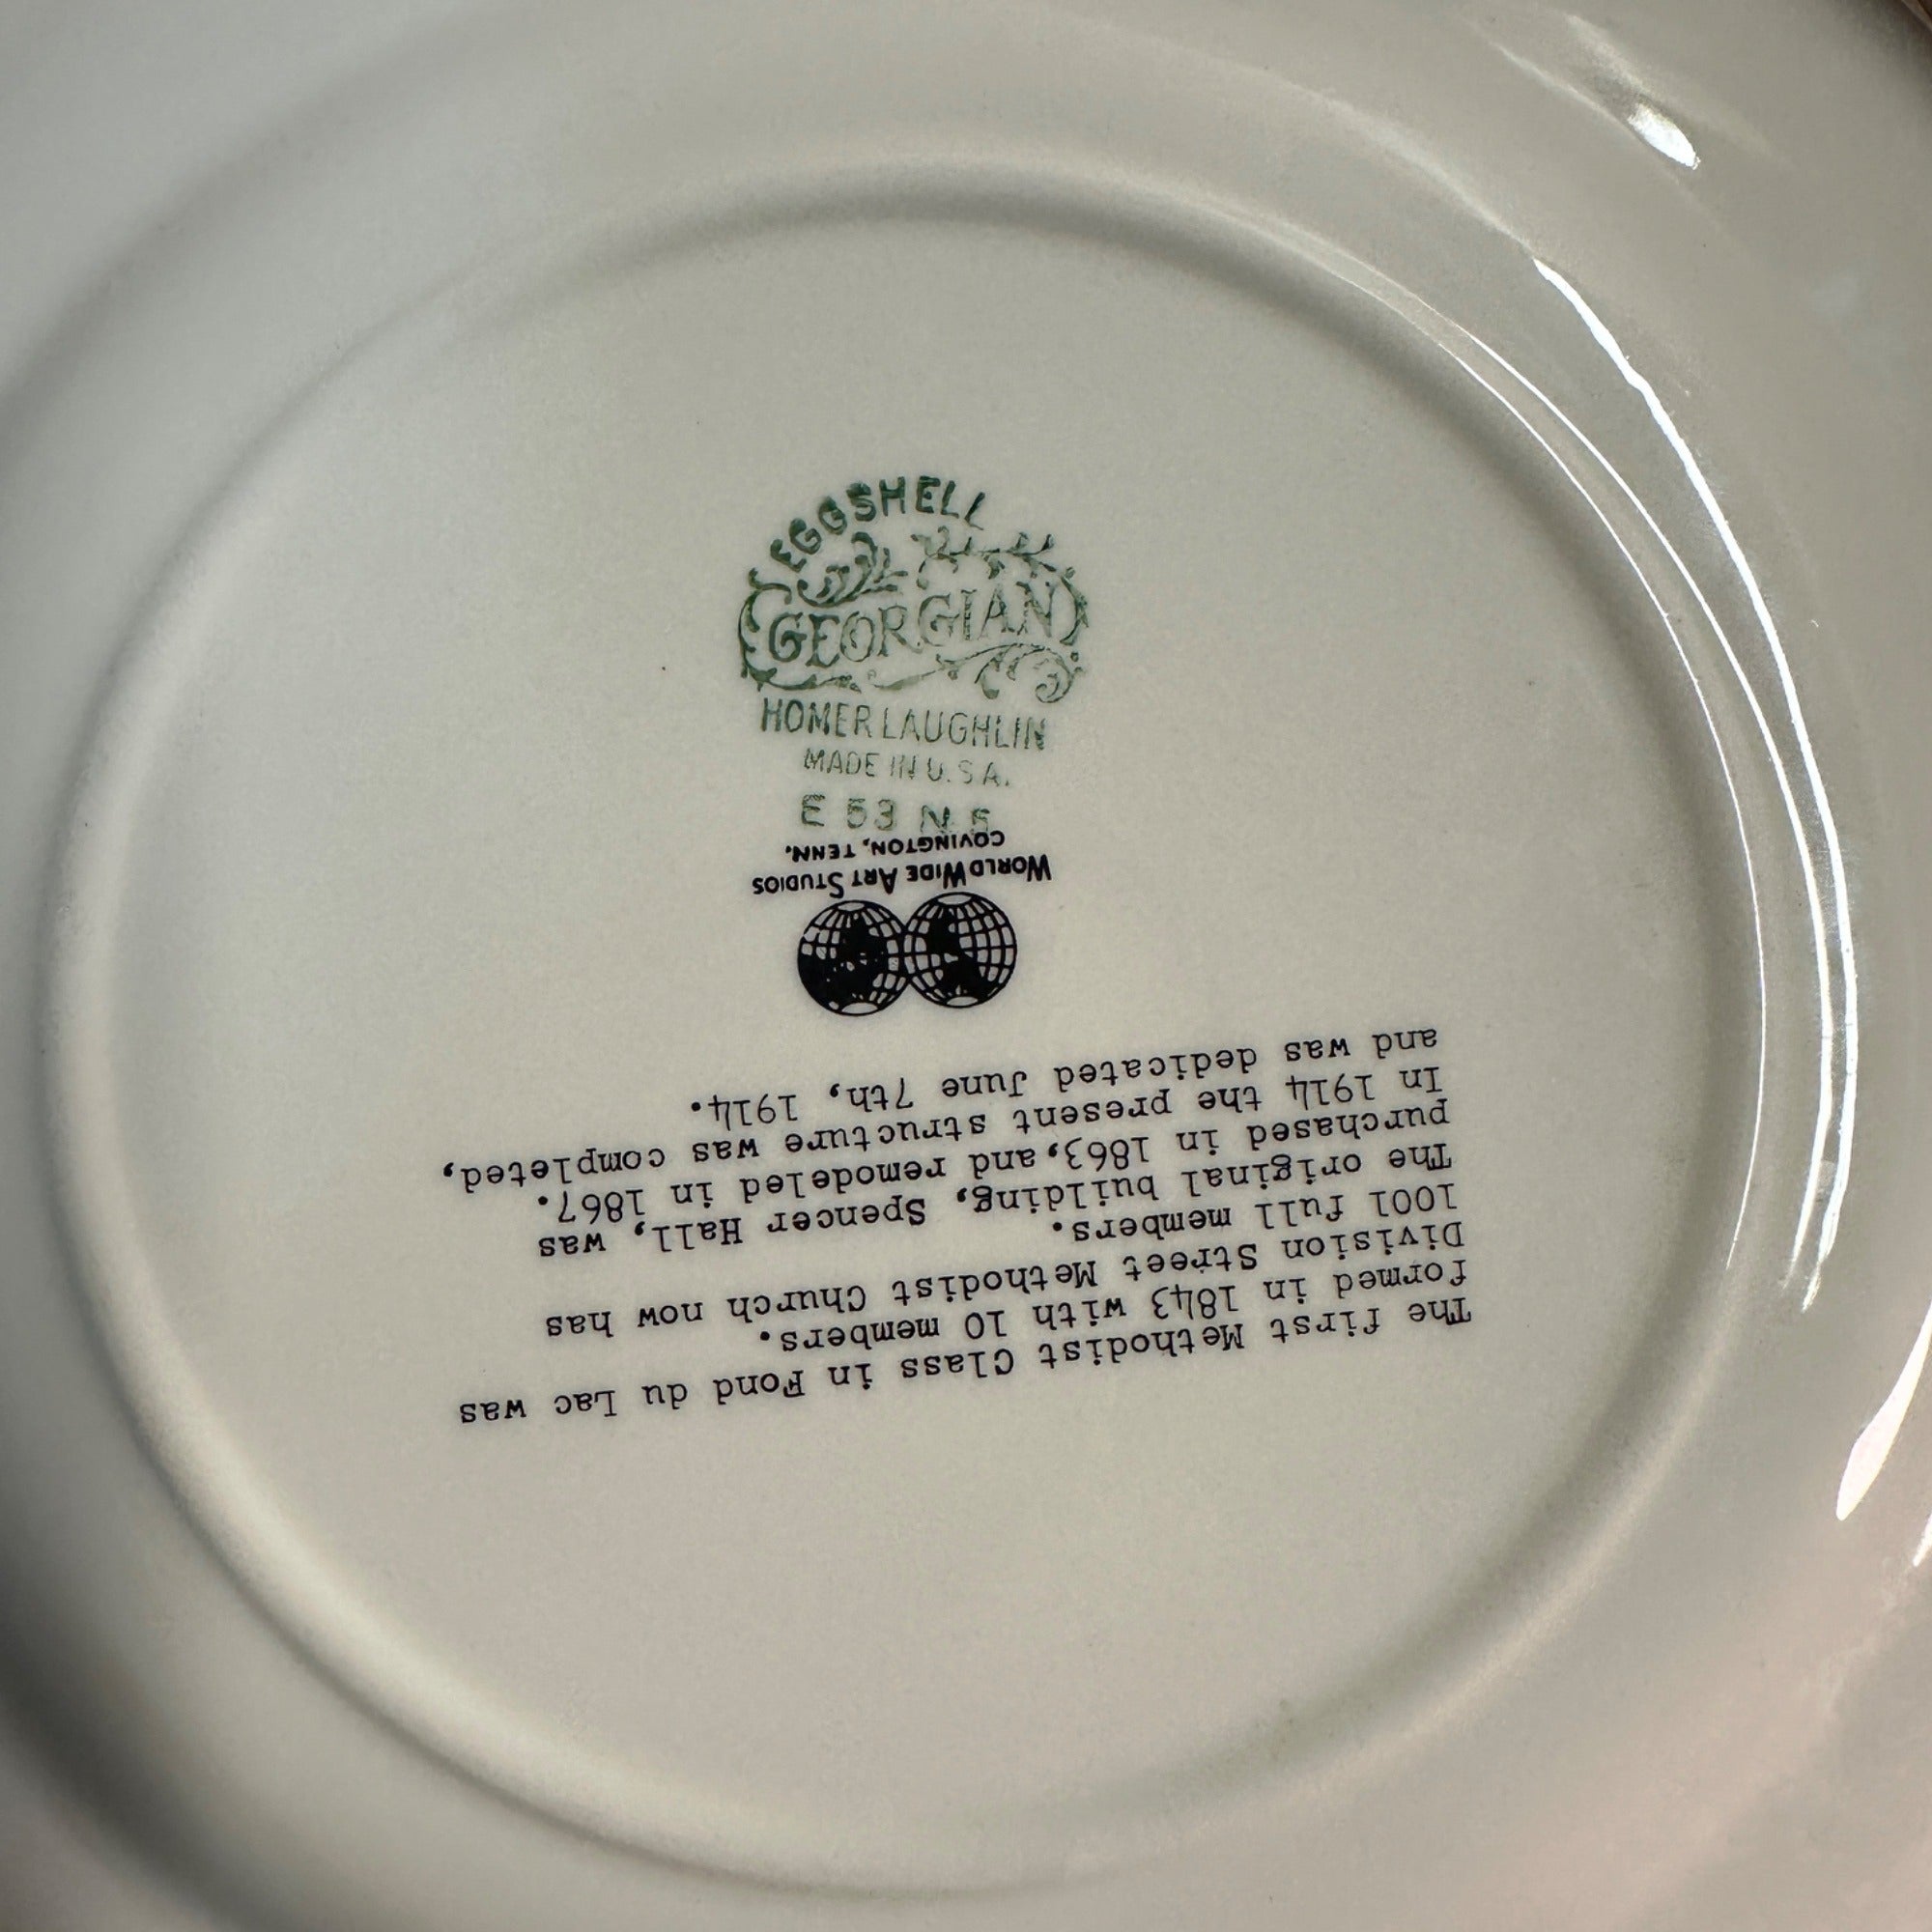 EGGSHELL
GEORGIAN
HOMER LAUGHLIN
MADE IN U.S.A.
E 53 N 5
The first Methodist Class in Fond du Lac was
formed in 1843 with 10 members.
Division Street Methodist Church now has
1001 full members.
The original building, Spencer Hall, was
purchased in 1863, and remodeled in 1867.
In 1914 the present structure was completed,
and was dedicated June 7th, 1914.
WORLD WIDE ART STUDIOS
COVINGTON, TENN.